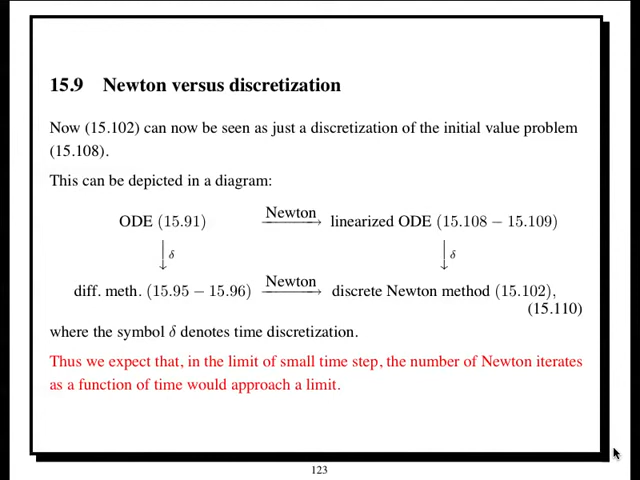 15.9 Newton versus discretization
Now (15.102) can now be seen as just a discretization of the initial value problem
(15.108).
This can be depicted in a diagram:
ODE (15.91) Newton linearized ODE (15.108 − 15.109)
δ δ
diff. meth. (15.95 − 15.96) Newton discrete Newton method (15.102),
(15.110)
where the symbol δ denotes time discretization.
Thus we expect that, in the limit of small time step, the number of Newton iterates
as a function of time would approach a limit.
123